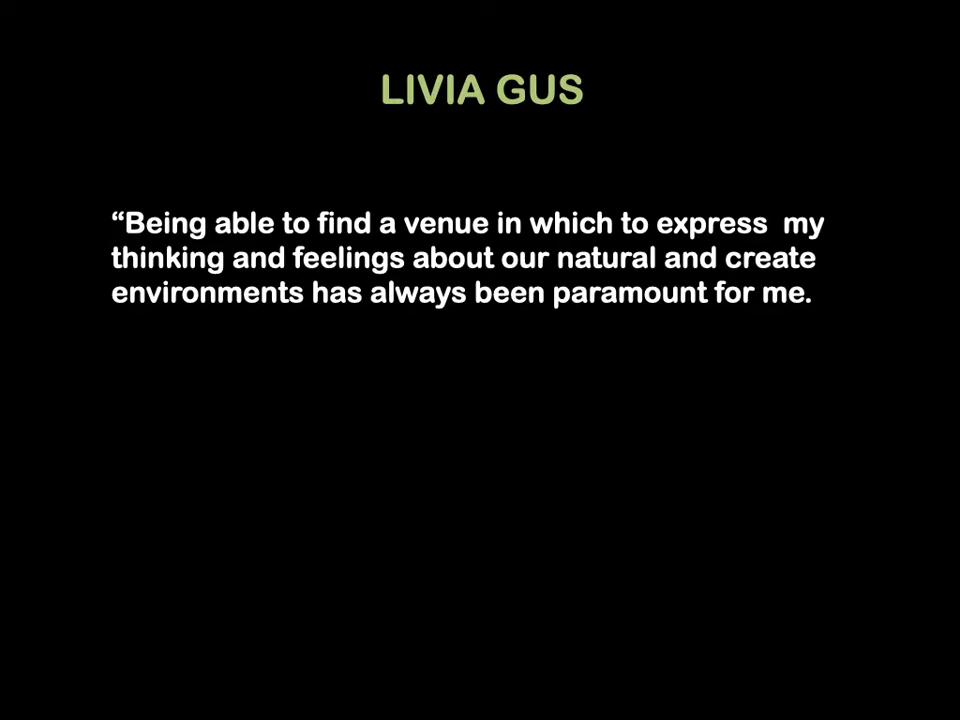 LIVIA GUS
“Being able to find a venue in which to express  my
thinking and feelings about our natural and create
environments has always been paramount for me.